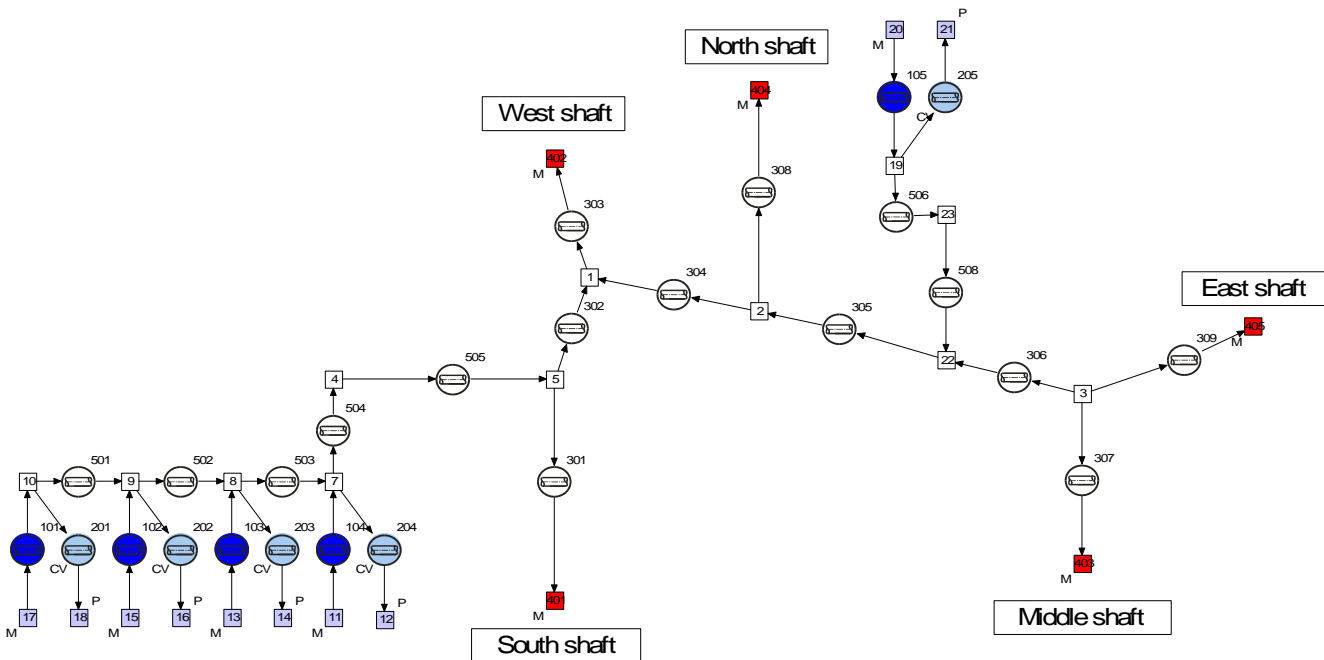 P
20
21
M
North shaft
105
205
404
M
CV
West shaft
402
M
19
308
303
506
23
1
304
508
East shaft
302
2
305
405
M
505
22
306
309
4
5
3
504
501
502
503
301
307
10
9
8
7
101
201
102
202
103
203
104
204
CV
CV
CV
CV
403
M
P
P
P
P
401
M
17
18
15
16
13
14
11
12
M
M
M
M
Middle shaft
South shaft